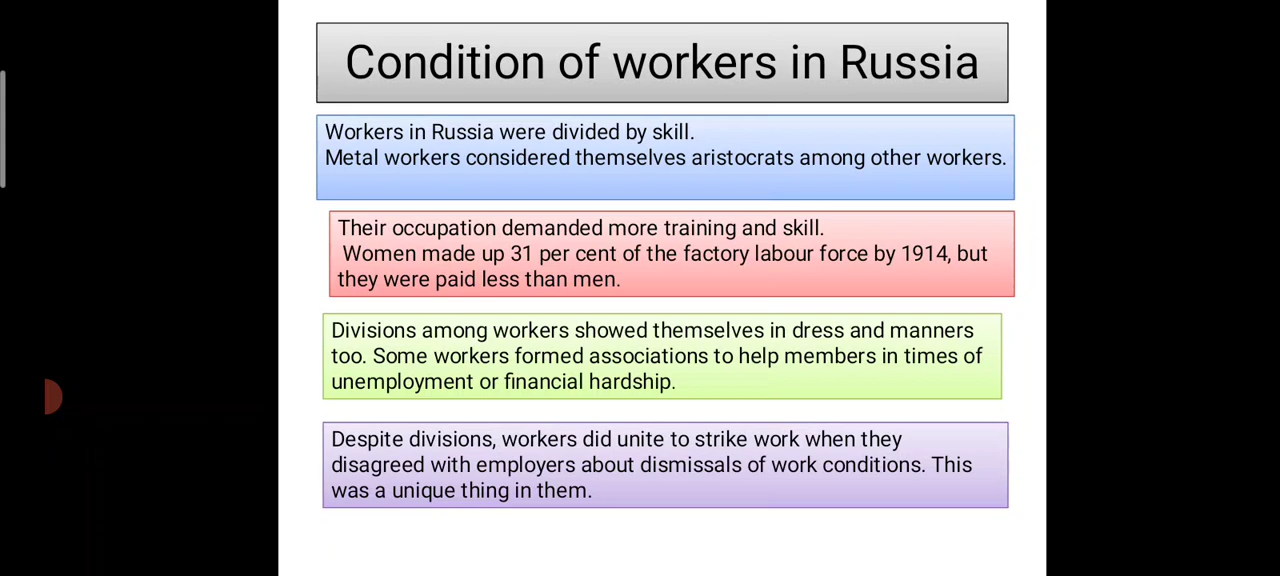 Condition of workers in Russia
Workers in Russia were divided by skill.
Metal workers considered themselves aristocrats among other workers.
Their occupation demanded more training and skill.
Women made up 31 per cent of the factory labour force by 1914, but
they were paid less than men.
Divisions among workers showed themselves in dress and manners
too. Some workers formed associations to help members in times of
unemployment or financial hardship.
Despite divisions, workers did unite to strike work when they
disagreed with employers about dismissals of work conditions. This
was a unique thing in them.